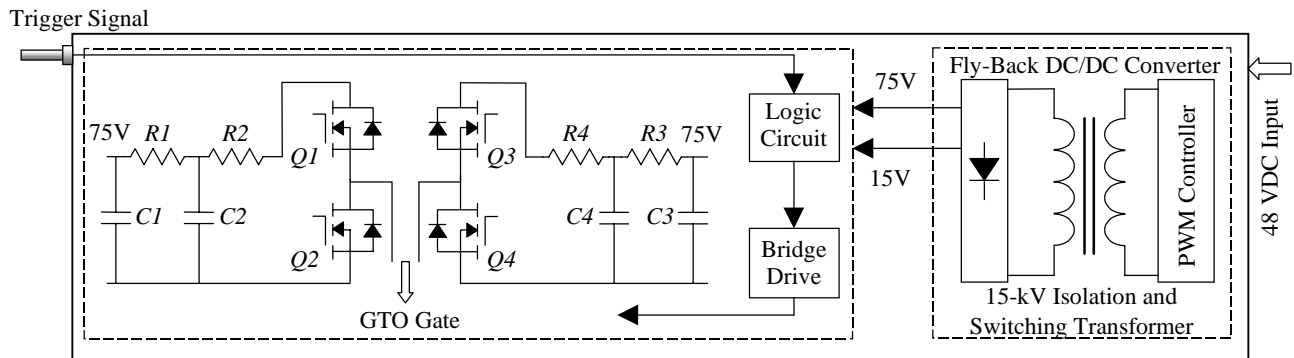 Trigger Signal
Fly-Back DC/DC Converter
75V
R1
R2
Q1
Q3
R4
R3
75V
Logic
Circuit
75V
15V
C1
C2
Q2
Q4
C4
C3
Bridge
Drive
GTO Gate
PWM Controller
48 VDC Input
15-kV Isolation and
Switching Transformer